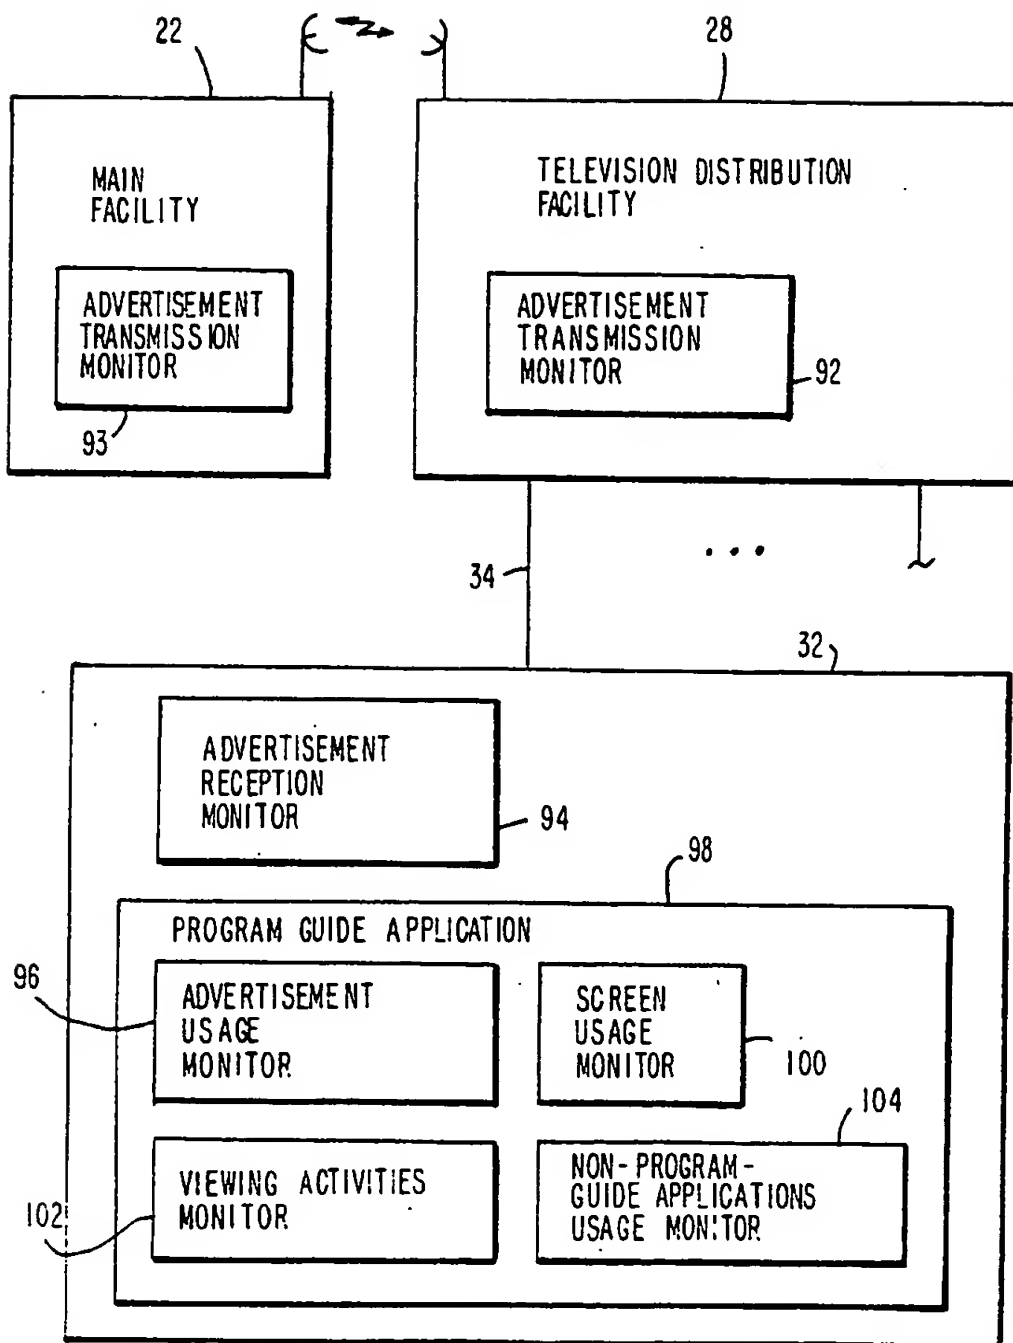 22
28
MAIN
FACILITY
TELEVISION DISTRIBUTION
FACILITY
ADVERTISEMENT
TRANSMISSION
MONITOR
93
ADVERTISEMENT
TRANSMISSION
MONITOR
92
34
...
32
ADVERTISEMENT
RECEPTION
MONITOR
94
98
PROGRAM GUIDE APPLICATION
96
ADVERTISEMENT
USAGE
MONITOR
SCREEN
USAGE
MONITOR
100
104
VIEWING ACTIVITIES
MONITOR
102
NON-PROGRAM-
GUIDE APPLICATIONS
USAGE MONITOR